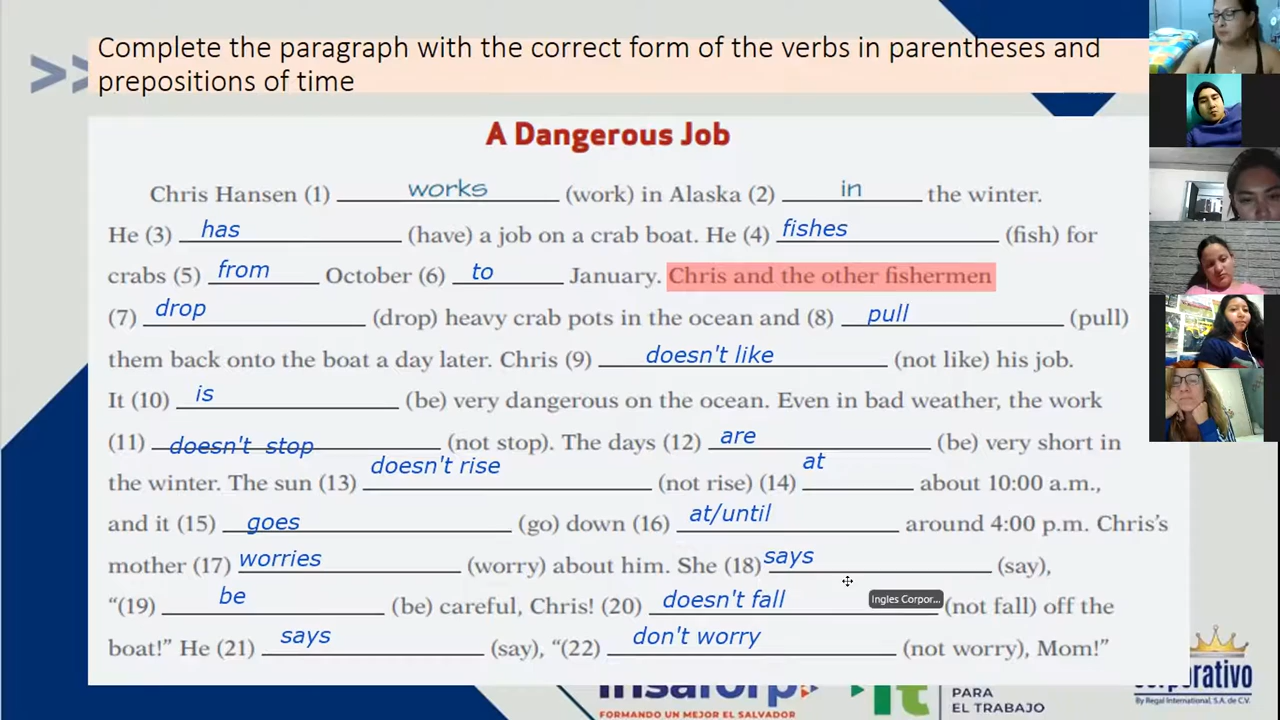 Complete the paragraph with the correct form of the verbs in parentheses and
prepositions of time
A Dangerous Job
Chris Hansen (1) works (work) in Alaska (2) in the winter.
He (3) has (have) a job on a crab boat. He (4) fishes (fish) for
crabs (5) from October (6) to January. Chris and the other fishermen
(7) drop (drop) heavy crab pots in the ocean and (8) pull (pull)
them back onto the boat a day later. Chris (9) doesn't like (not like) his job.
It (10) is (be) very dangerous on the ocean. Even in bad weather, the work
(11) doesn't stop (not stop). The days (12) are (be) very short in
the winter. The sun (13) doesn't rise (not rise) (14) at about 10:00 a.m.,
and it (15) goes (go) down (16) at/until around 4:00 p.m. Chris's
mother (17) worries (worry) about him. She (18) says (say),
"(19) be (be) careful, Chris! (20) doesn't fall (not fall) off the
Ingles Corpor...
boat!" He (21) says (say), "(22) don't worry (not worry), Mom!"
insaforp
FORMANDO UN MEJOR EL SALVADOR
it
PARA
EL TRABAJO
corporativo
By Regal International, S.A. de C.V.